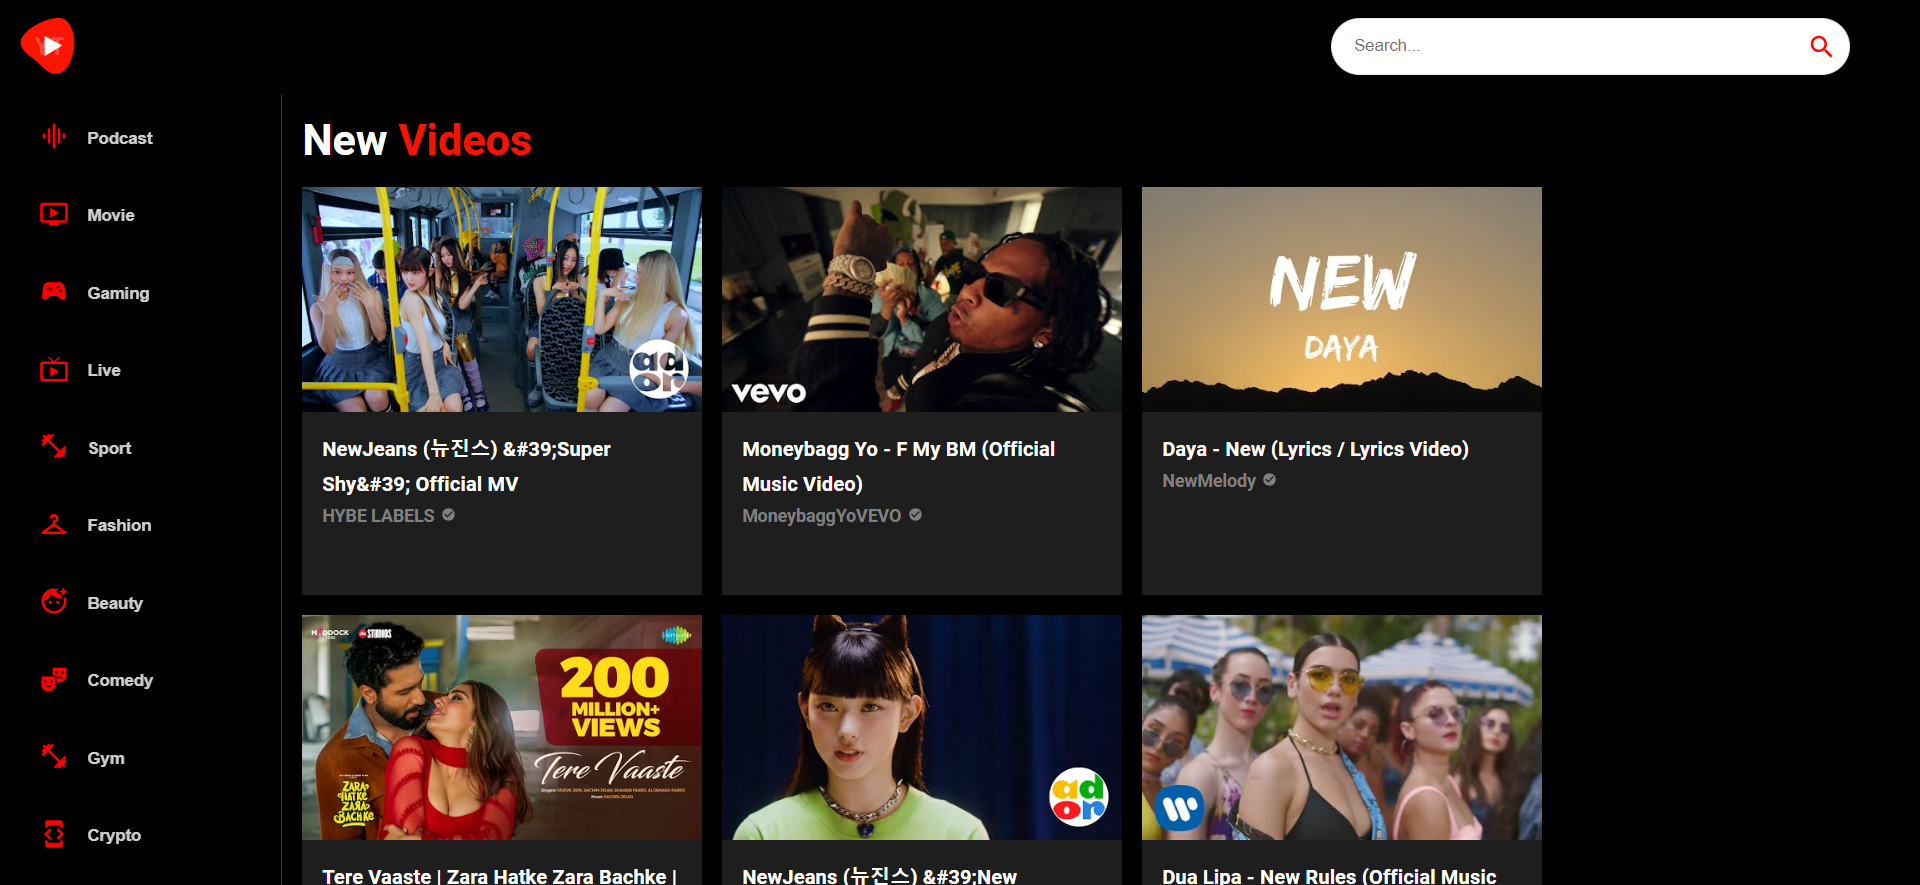 YT
Search...
Podcast
Movie
Gaming
Live
Sport
Fashion
Beauty
Comedy
Gym
Crypto
New Videos
ador
NewJeans (뉴진스) &#39;Super
Shy&#39; Official MV
HYBE LABELS
vevo
Moneybagg Yo - F My BM (Official
Music Video)
MoneybaggYoVEVO
NEW
DAYA
Daya - New (Lyrics / Lyrics Video)
NewMelody
MADDOCK
STUDIOS
200
MILLION+
VIEWS
Tere Vaaste
ZARA
HATKE
ZARA
BACHKE
Tere Vaaste | Zara Hatke Zara Bachke |
ador
NewJeans (뉴진스) &#39;New
Dua Lipa - New Rules (Official Music